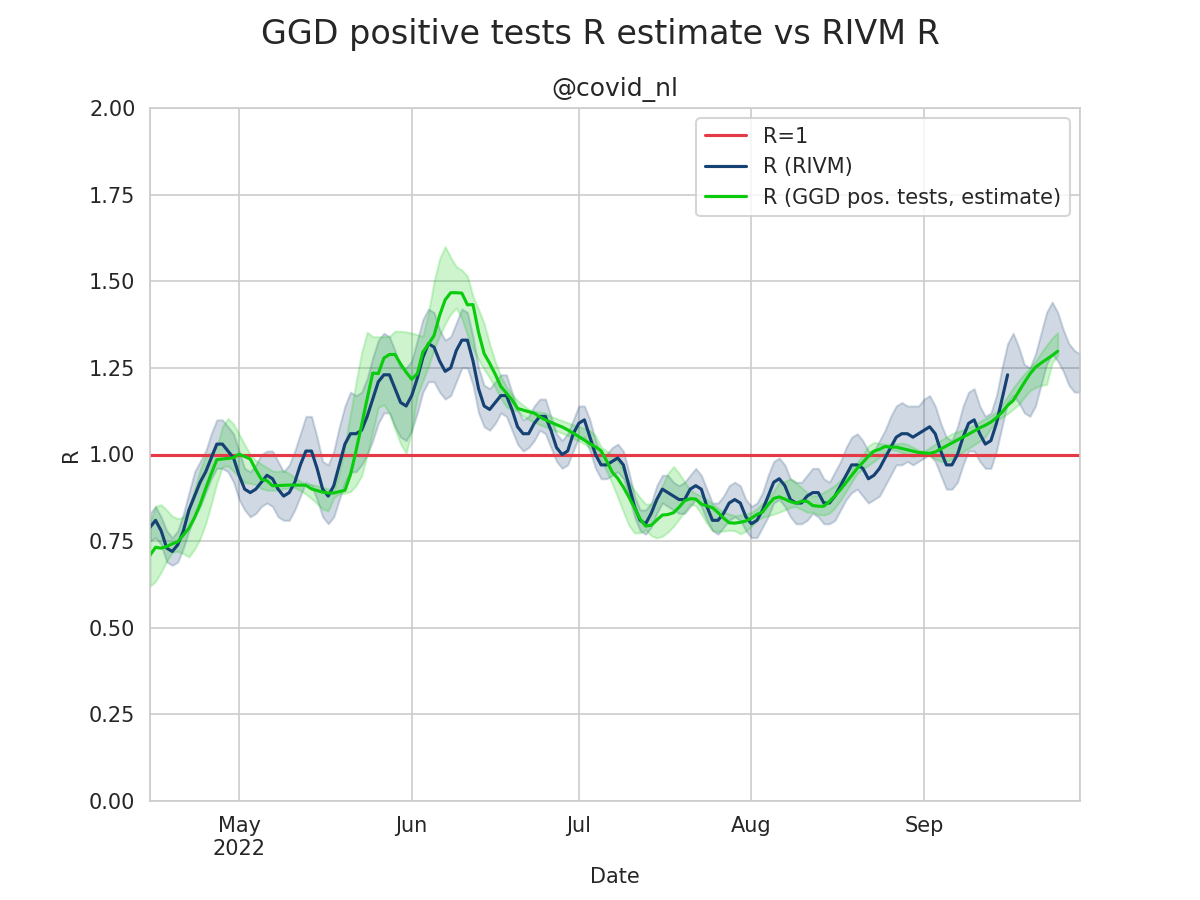 GGD positive tests R estimate vs RIVM R
@covid_nl
R=1
R (RIVM)
R (GGD pos. tests, estimate)
R
2.00
1.75
1.50
1.25
1.00
0.75
0.50
0.25
0.00
May
2022
Jun
Jul
Aug
Sep
Date